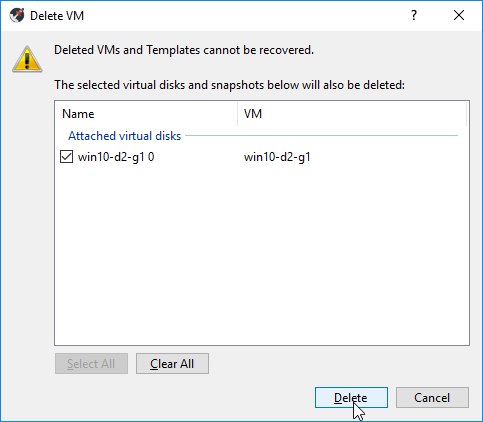 Delete VM
?
Deleted VMs and Templates cannot be recovered.
The selected virtual disks and snapshots below will also be deleted:
Name VM
Attached virtual disks
win10-d2-g1 0 win10-d2-g1
Select All Clear All
Delete Cancel